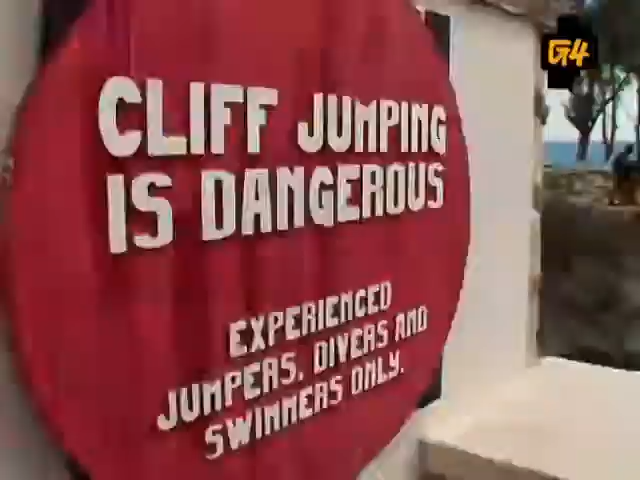 G4
CLIFF JUMPING
IS DANGEROUS
EXPERIENCED
JUMPERS, DIVERS AND
SWIMMERS ONLY.